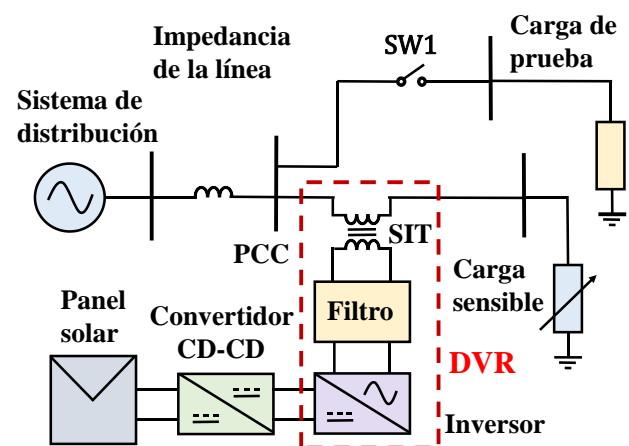 Impedancia
de la línea
SW1
Carga de
prueba
Sistema de
distribución
PCC
SIT
Carga
sensible
Panel
solar
Convertidor
CD-CD
Filtro
DVR
Inversor